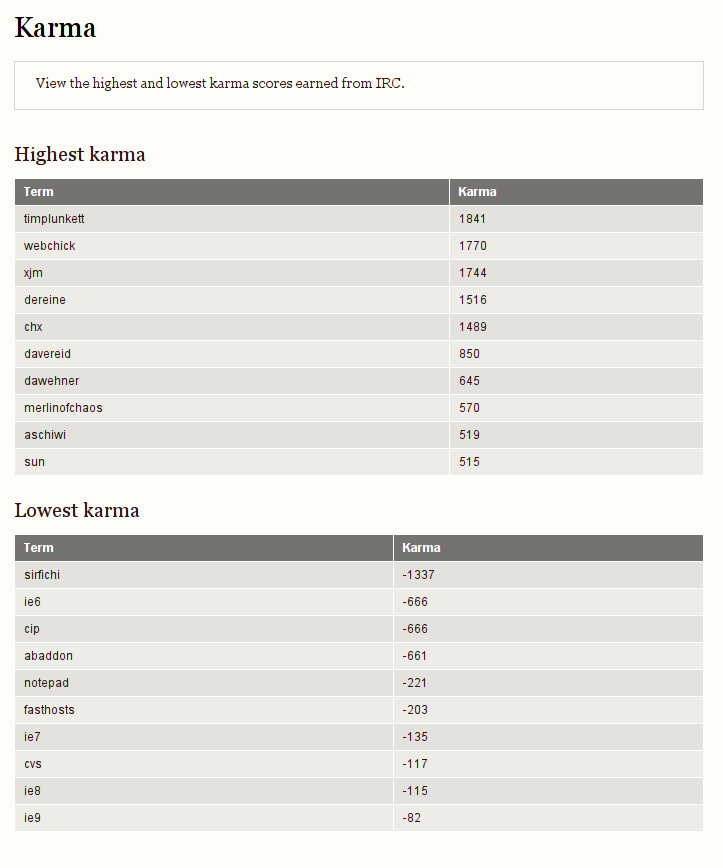 Karma
View the highest and lowest karma scores earned from IRC.
Highest karma
Term Karma
timplunkett 1841
webchick 1770
xjm 1744
dereine 1516
chx 1489
davereid 850
dawehner 645
merlinofchaos 570
aschiwi 519
sun 515
Lowest karma
Term Karma
sirfichi -1337
ie6 -666
cip -666
abaddon -661
notepad -221
fasthosts -203
ie7 -135
cvs -117
ie8 -115
ie9 -82